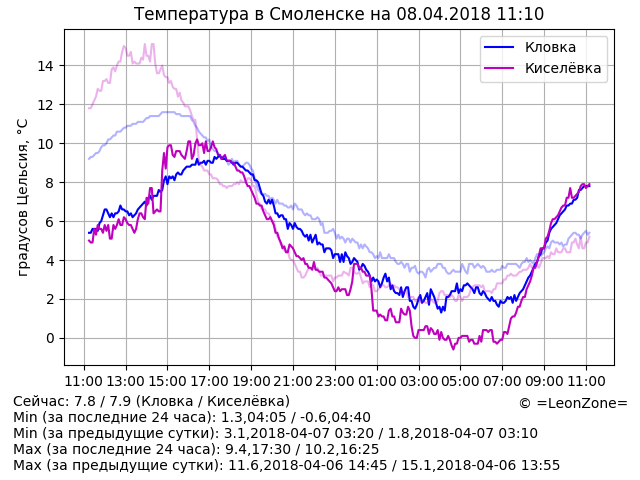 Температура в Смоленске на 08.04.2018 11:10
Кловка
Киселёвка
градусов Цельсия, °C
14
12
10
8
6
4
2
0
11:00 13:00 15:00 17:00 19:00 21:00 23:00 01:00 03:00 05:00 07:00 09:00 11:00
Сейчас: 7.8 / 7.9 (Кловка / Киселёвка)
© =LeonZone=
Min (за последние 24 часа): 1.3,04:05 / -0.6,04:40
Min (за предыдущие сутки): 3.1,2018-04-07 03:20 / 1.8,2018-04-07 03:10
Max (за последние 24 часа): 9.4,17:30 / 10.2,16:25
Max (за предыдущие сутки): 11.6,2018-04-06 14:45 / 15.1,2018-04-06 13:55